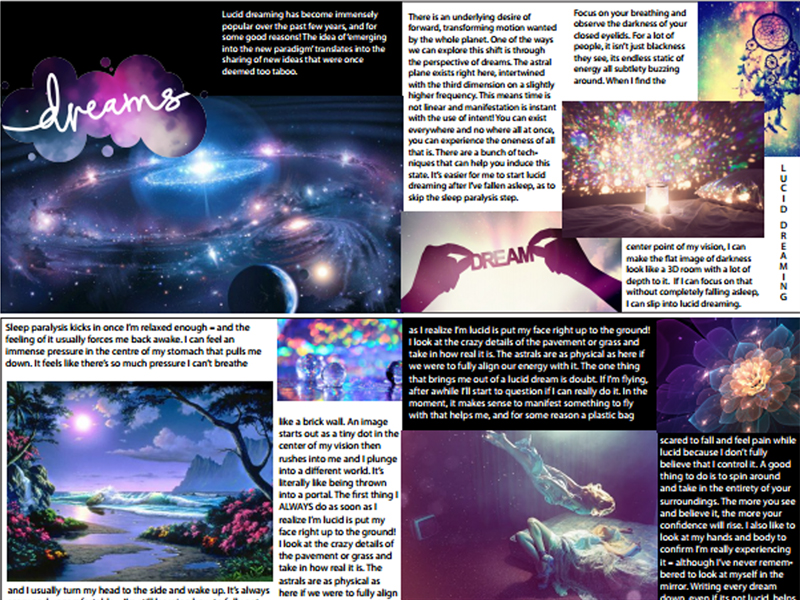 Lucid dreaming has become immensely
popular over the past few years, and for
some good reasons! The idea of 'emerging
into the new paradigm' translates into the
sharing of new ideas that were once
deemed too taboo.
dreams
There is an underlying desire of
forward, transforming motion wanted
by the whole planet. One of the ways
we can explore this shift is through
the perspective of dreams. The astral
plane exists right here, intertwined
with the third dimension on a slightly
higher frequency. This means time is
not linear and manifestation is instant
with the use of intent! You can exist
everywhere and no where all at once,
you can experience the oneness of all
that is. There are a bunch of tech-
niques that can help you induce this
state. It's easier for me to start lucid
dreaming after I've fallen asleep, as to
skip the sleep paralysis step.
DREAM
Focus on your breathing and
observe the darkness of your
closed eyelids. For a lot of
people, it isn't just blackness
they see, its endless static of
energy all subtlety buzzing
around. When I find the
LUCID DREAMING
center point of my vision, I can
make the flat image of darkness
look like a 3D room with a lot of
depth to it. If I can focus on that
without completely falling asleep,
I can slip into lucid dreaming.
Sleep paralysis kicks in once I'm relaxed enough = and the
feeling of it usually forces me back awake. I can feel an
immense pressure in the centre of my stomach that pulls me
down. It feels like there's so much pressure I can't breathe
and I usually turn my head to the side and wake up. It's always
like a brick wall. An image
starts out as a tiny dot in the
center of my vision then
rushes into me and I plunge
into a different world. It's
literally like being thrown
into a portal. The first thing I
ALWAYS do as soon as I
realize I'm lucid is put my
face right up to the ground!
I look at the crazy details of
the pavement or grass and
take in how real it is. The
astrals are as physical as
here if we were to fully align
as I realize I'm lucid is put my face right up to the ground!
I look at the crazy details of the pavement or grass and
take in how real it is. The astrals are as physical as here if
we were to fully align our energy with it. The one thing
that brings me out of a lucid dream is doubt. If I'm flying,
after awhile I'll start to question if I can really do it. In the
moment, it makes sense to manifest something to fly
with that helps me, and for some reason a plastic bag
scared to fall and feel pain while
lucid because I don't fully
believe that I control it. A good
thing to do is to spin around
and take in the entirety of your
surroundings. The more you see
and believe it, the more your
confidence will rise. I also like to
look at my hands and body to
confirm I'm really experiencing
it = although I've never remem-
bered to look at myself in the
mirror. Writing every dream
down, even if its not lucid, helps